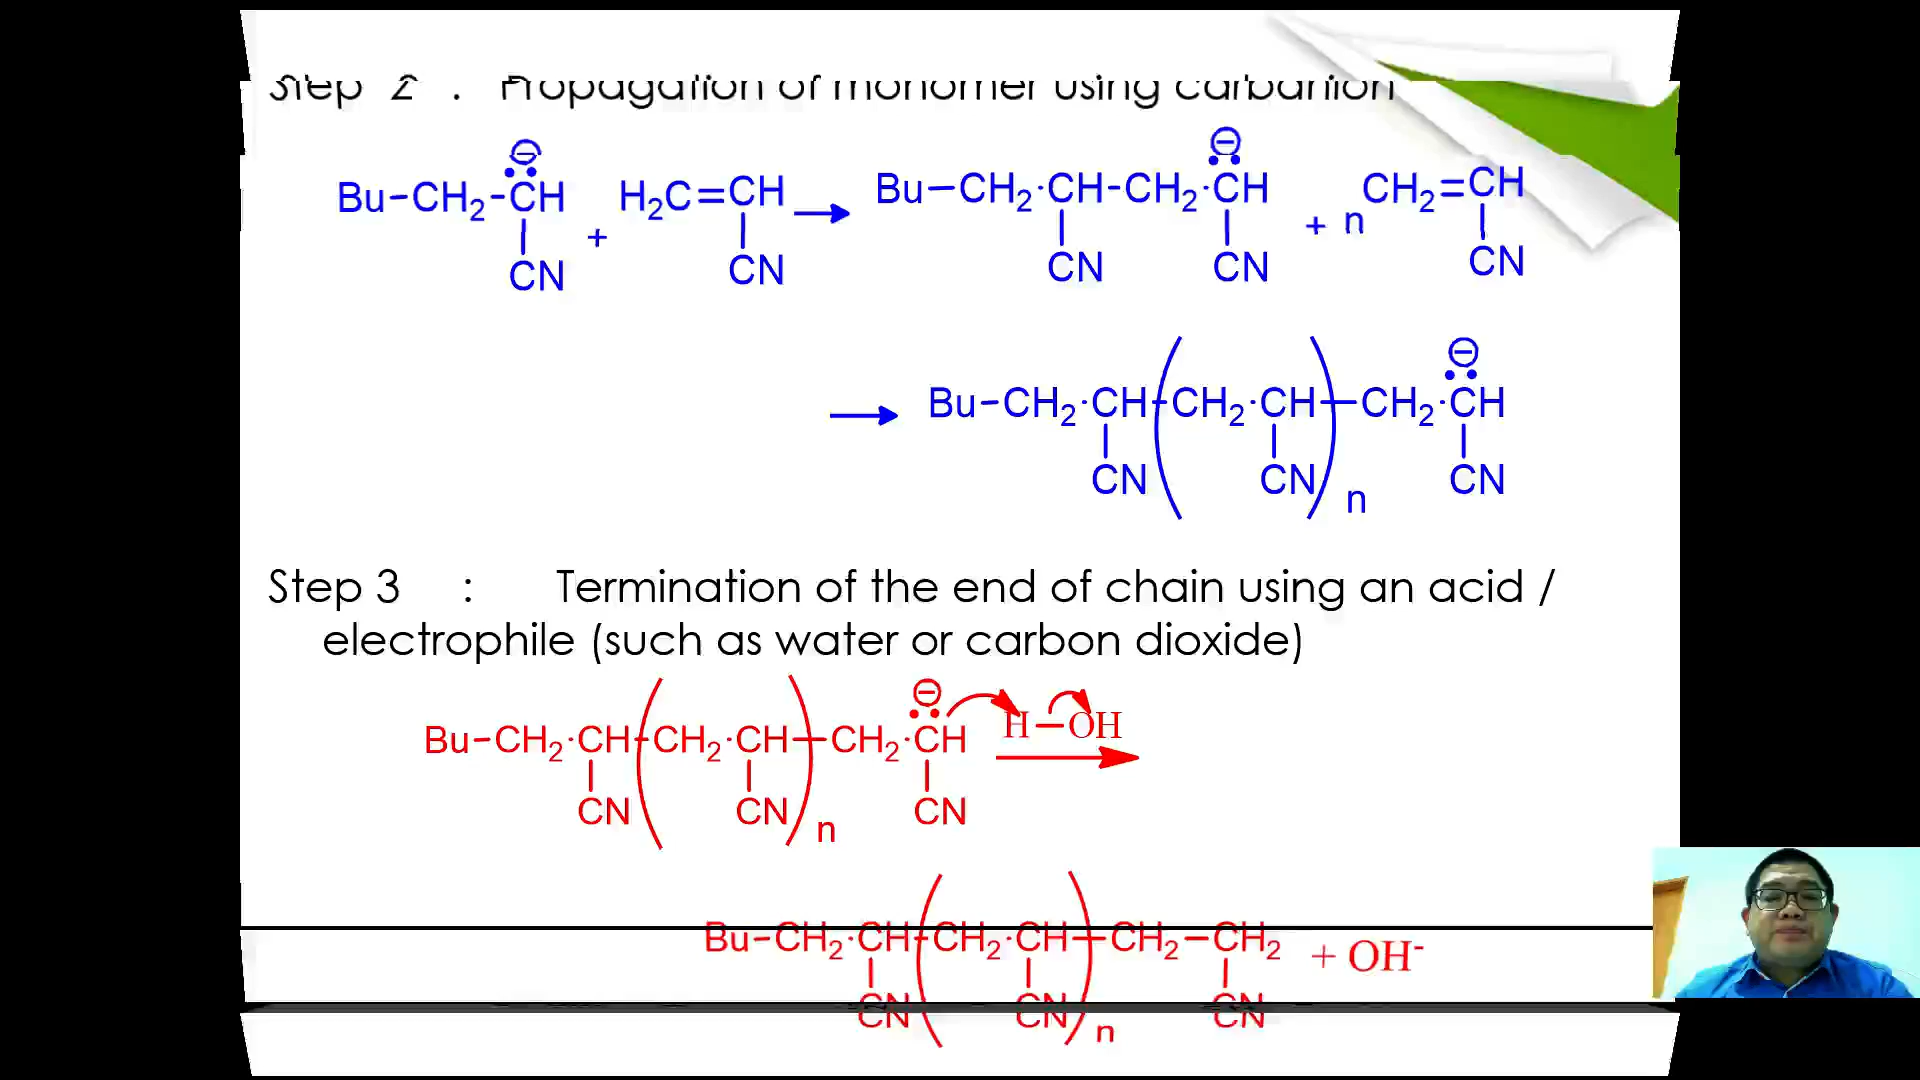 Step 2 : Propagation of monomer using carbanion
Bu–CH2-CH + H2C=CH → Bu–CH2·CH-CH2·CH + n CH2=CH
CN CN CN CN CN
→ Bu–CH2·CH(CH2·CH)n–CH2·CH
CN CN CN
Step 3 : Termination of the end of chain using an acid /
electrophile (such as water or carbon dioxide)
Bu–CH2·CH(CH2·CH)n–CH2·CH H–OH
CN CN CN
Bu–CH2·CH(CH2·CH)n–CH2–CH2 + OH-
CN CN CN